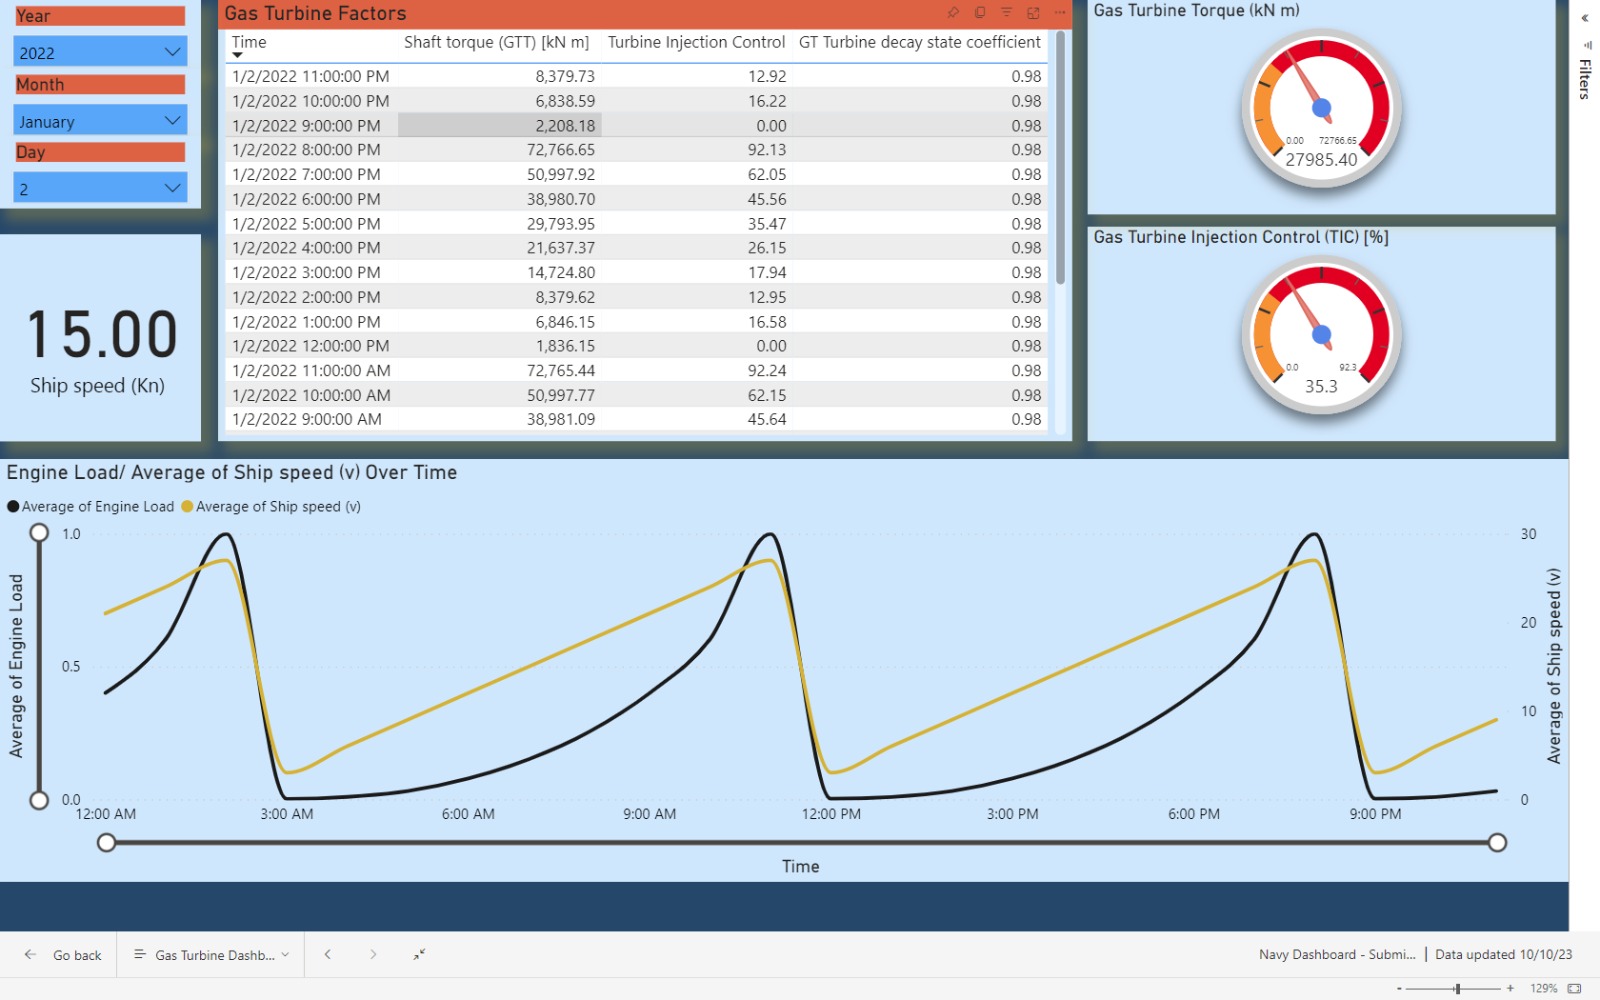 Year
2022
Month
January
Day
2
15.00
Ship speed (Kn)
Gas Turbine Factors
Time Shaft torque (GTT) [kN m] Turbine Injection Control GT Turbine decay state coefficient
1/2/2022 11:00:00 PM 8,379.73 12.92 0.98
1/2/2022 10:00:00 PM 6,838.59 16.22 0.98
1/2/2022 9:00:00 PM 2,208.18 0.00 0.98
1/2/2022 8:00:00 PM 72,766.65 92.13 0.98
1/2/2022 7:00:00 PM 50,997.92 62.05 0.98
1/2/2022 6:00:00 PM 38,980.70 45.56 0.98
1/2/2022 5:00:00 PM 29,793.95 35.47 0.98
1/2/2022 4:00:00 PM 21,637.37 26.15 0.98
1/2/2022 3:00:00 PM 14,724.80 17.94 0.98
1/2/2022 2:00:00 PM 8,379.62 12.95 0.98
1/2/2022 1:00:00 PM 6,846.15 16.58 0.98
1/2/2022 12:00:00 PM 1,836.15 0.00 0.98
1/2/2022 11:00:00 AM 72,765.44 92.24 0.98
1/2/2022 10:00:00 AM 50,997.77 62.15 0.98
1/2/2022 9:00:00 AM 38,981.09 45.64 0.98
Gas Turbine Torque (kN m)
0.00 72766.65
27985.40
Gas Turbine Injection Control (TIC) [%]
0.0 92.3
35.3
Filters
Engine Load/ Average of Ship speed (v) Over Time
Average of Engine Load Average of Ship speed (v)
Average of Engine Load
1.0
0.5
0.0
30
20
10
0
Average of Ship speed (v)
12:00 AM 3:00 AM 6:00 AM 9:00 AM 12:00 PM 3:00 PM 6:00 PM 9:00 PM
Time
Go back Gas Turbine Dashb... Navy Dashboard - Submi... | Data updated 10/10/23
- + 129%